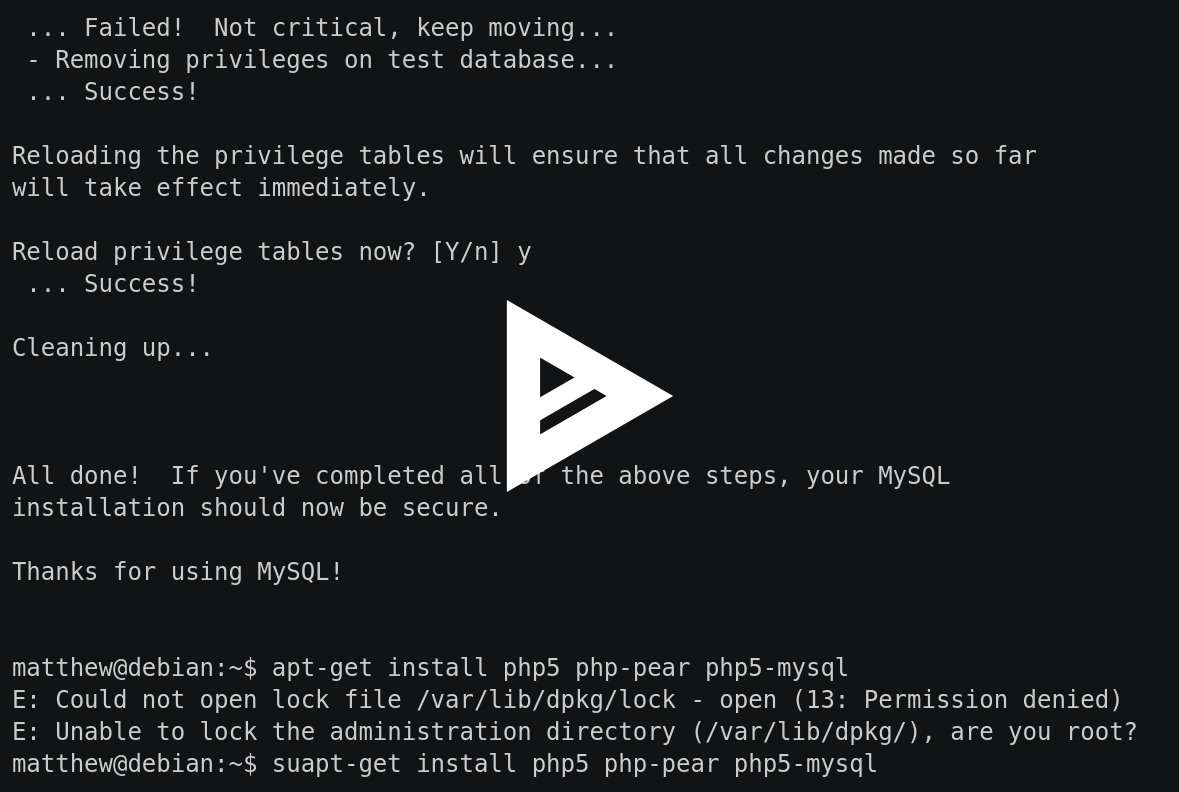 ... Failed!  Not critical, keep moving...
- Removing privileges on test database...
... Success!
Reloading the privilege tables will ensure that all changes made so far
will take effect immediately.
Reload privilege tables now? [Y/n] y
... Success!
Cleaning up...
All done!  If you've completed all of the above steps, your MySQL
installation should now be secure.
Thanks for using MySQL!
matthew@debian:~$ apt-get install php5 php-pear php5-mysql
E: Could not open lock file /var/lib/dpkg/lock - open (13: Permission denied)
E: Unable to lock the administration directory (/var/lib/dpkg/), are you root?
matthew@debian:~$ suapt-get install php5 php-pear php5-mysql